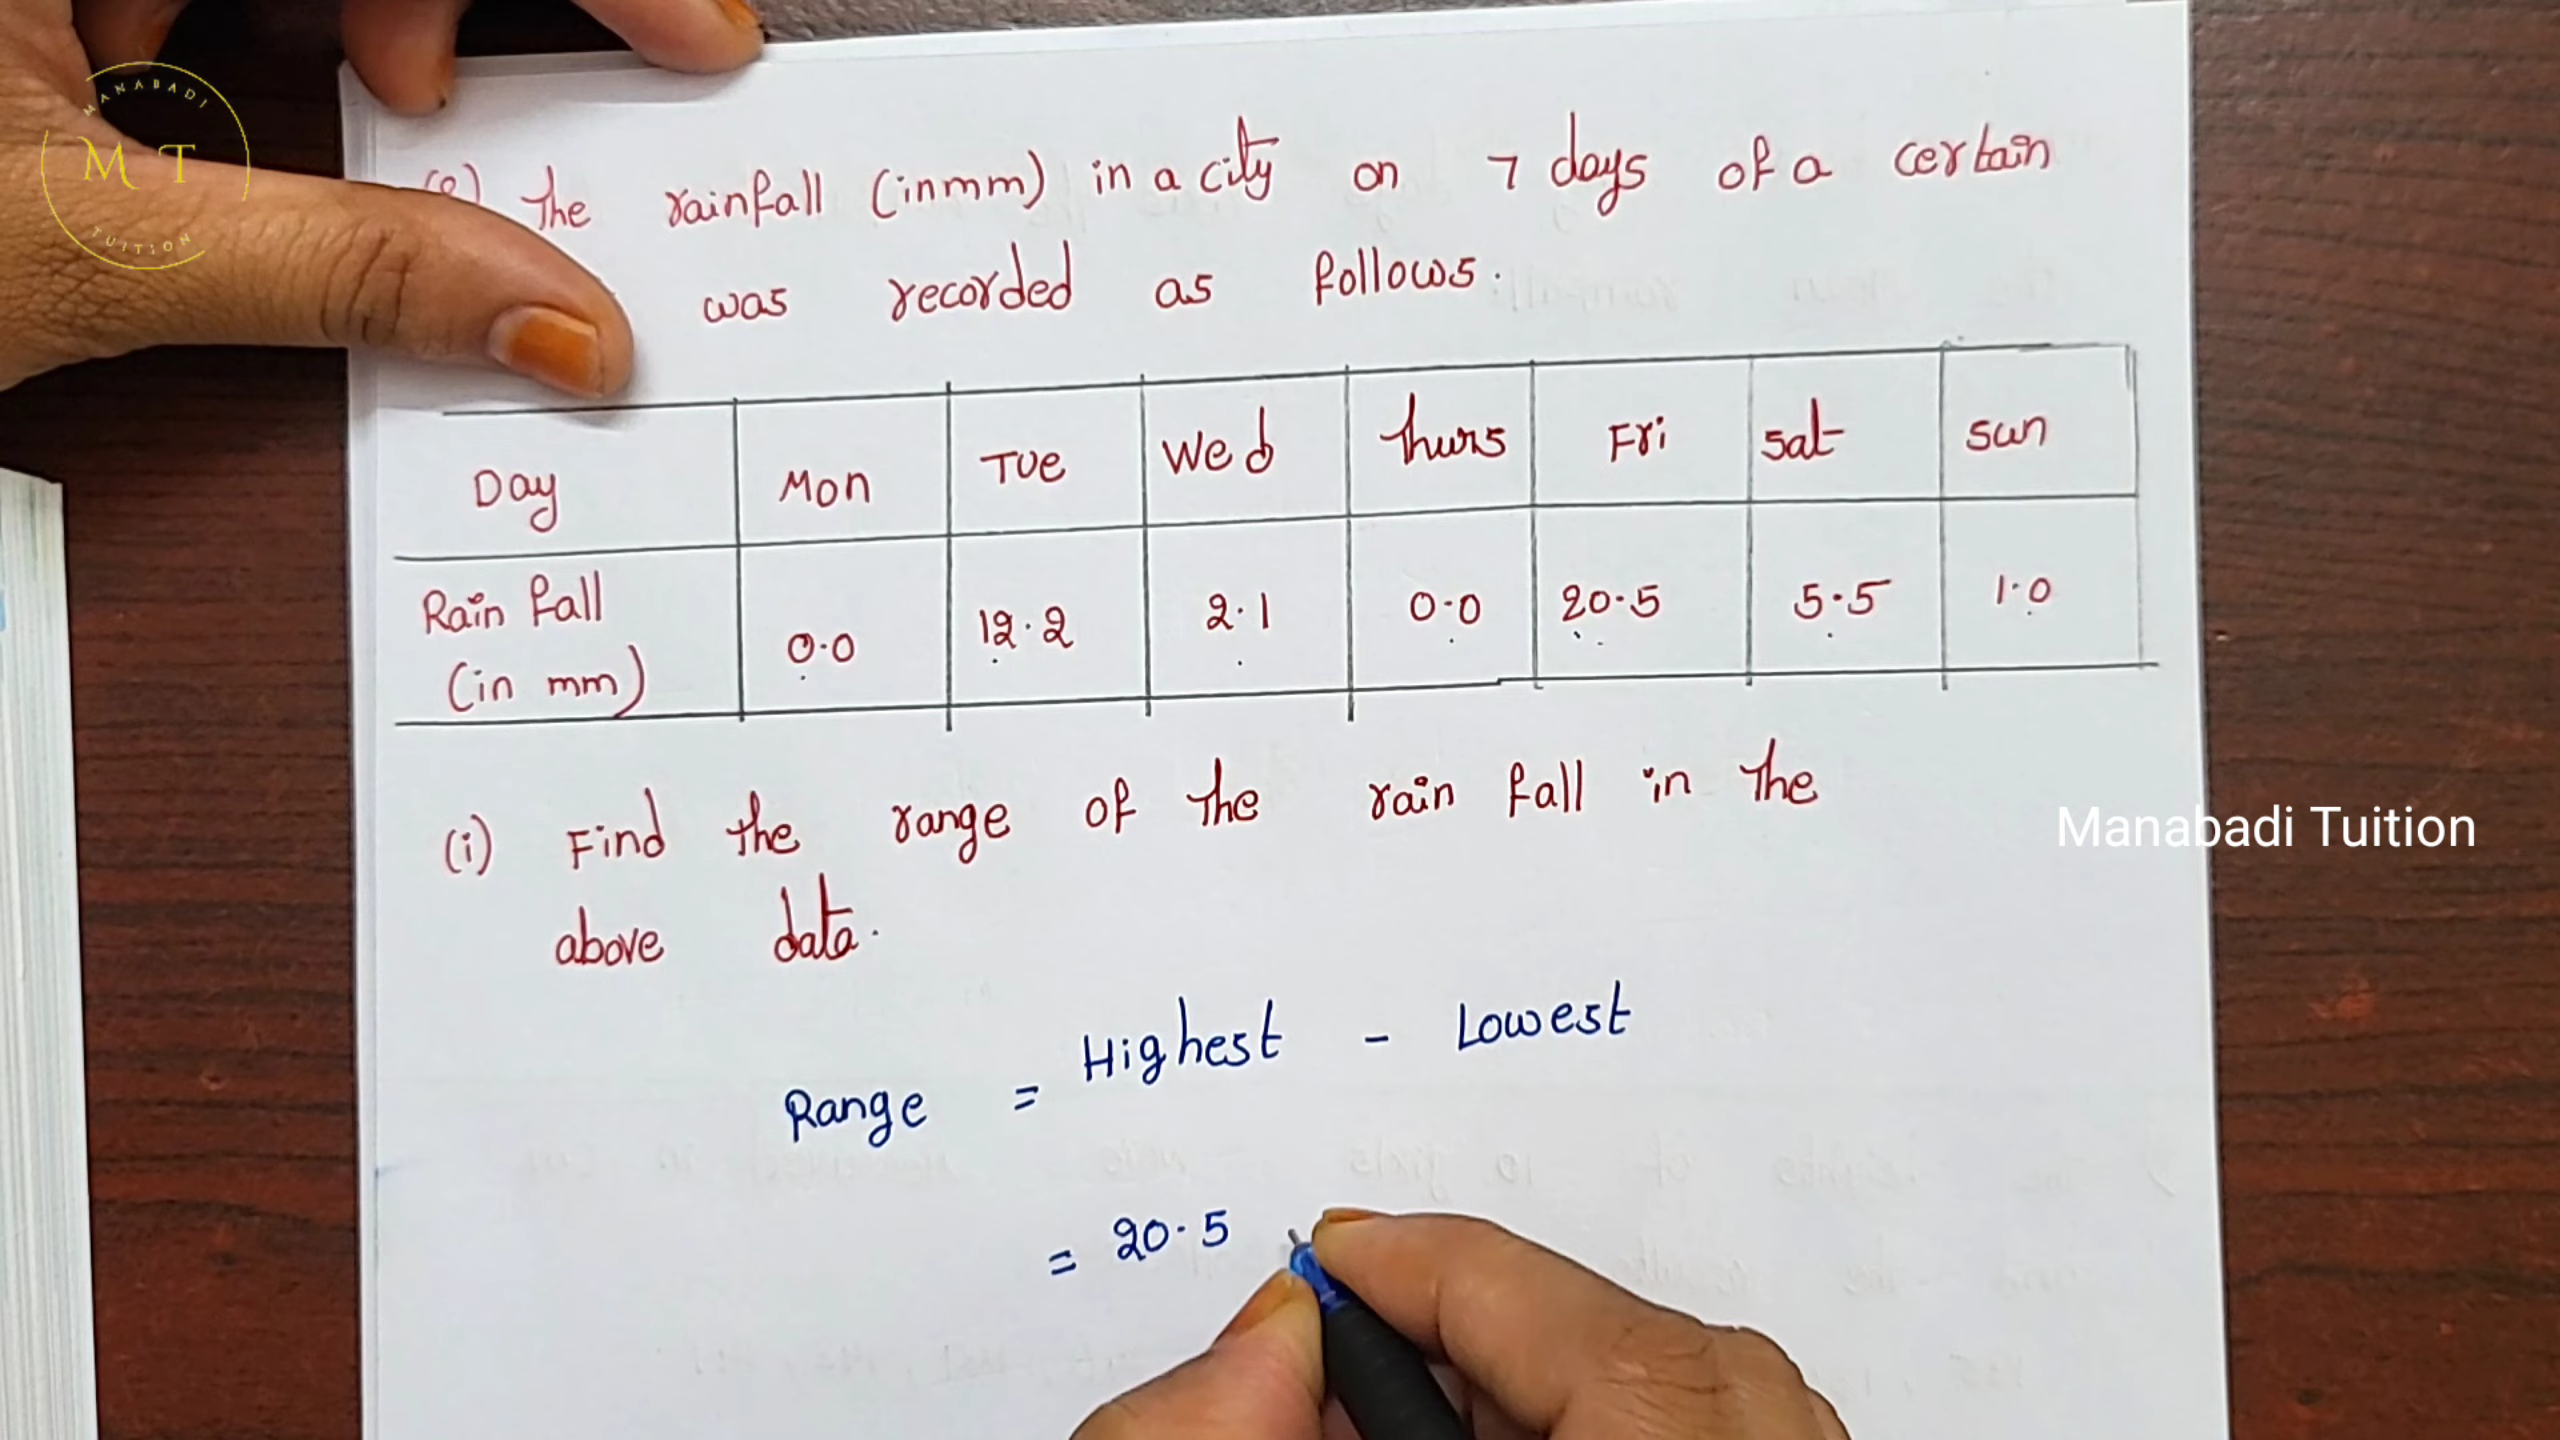 MANABADI
M T
TUITION
The rainfall (in mm) in a city on 7 days of a certain
was recorded as follows.
Day Mon Tue Wed Thurs Fri Sat Sun
Rain fall (in mm) 0.0 12.2 2.1 0.0 20.5 5.5 1.0
(i) Find the range of the rain fall in the
above data.
Manabadi Tuition
Range = Highest - Lowest
= 20.5